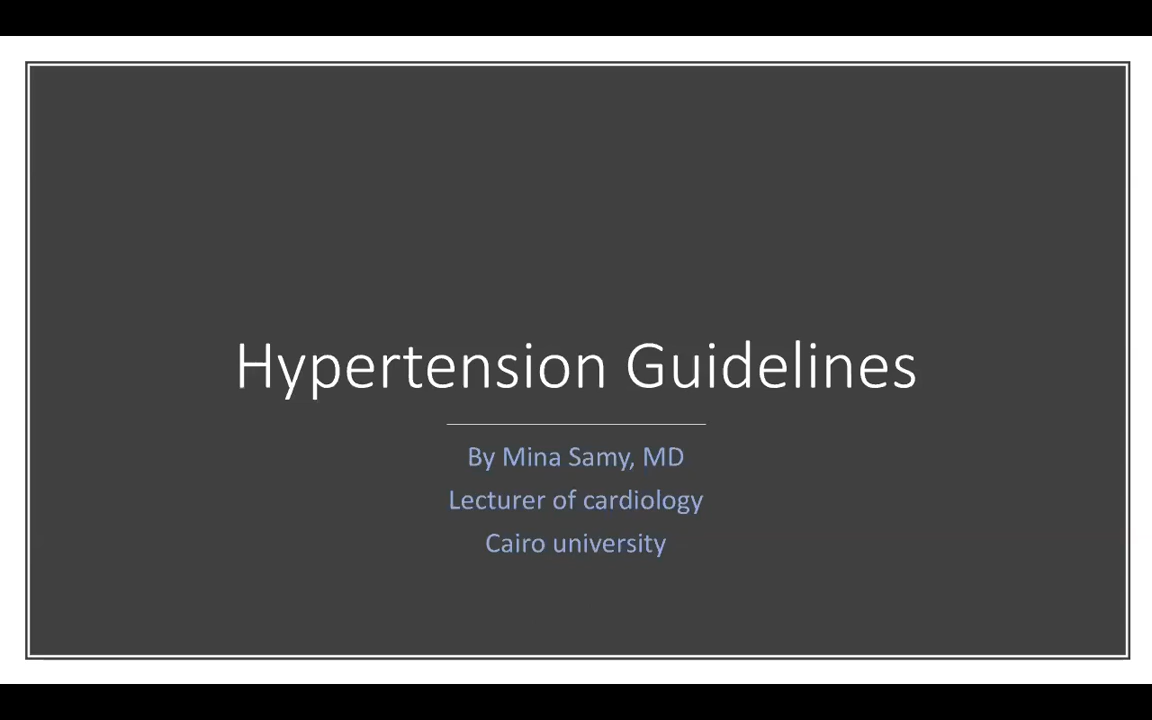 Hypertension Guidelines
By Mina Samy, MD
Lecturer of cardiology
Cairo university